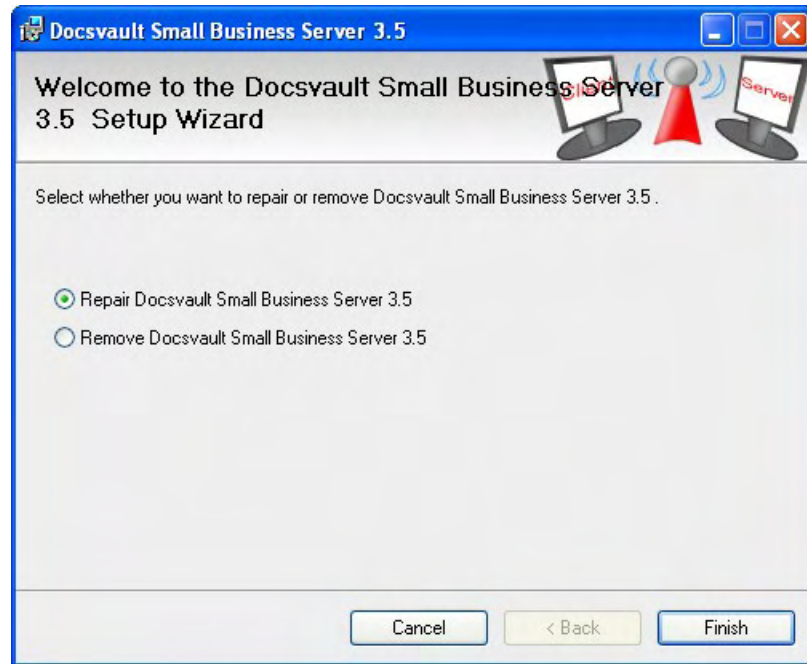 Docsvault Small Business Server 3.5
Welcome to the Docsvault Small Business Server
3.5 Setup Wizard
Client
Server
Select whether you want to repair or remove Docsvault Small Business Server 3.5 .
Repair Docsvault Small Business Server 3.5
Remove Docsvault Small Business Server 3.5
Cancel
< Back
Finish